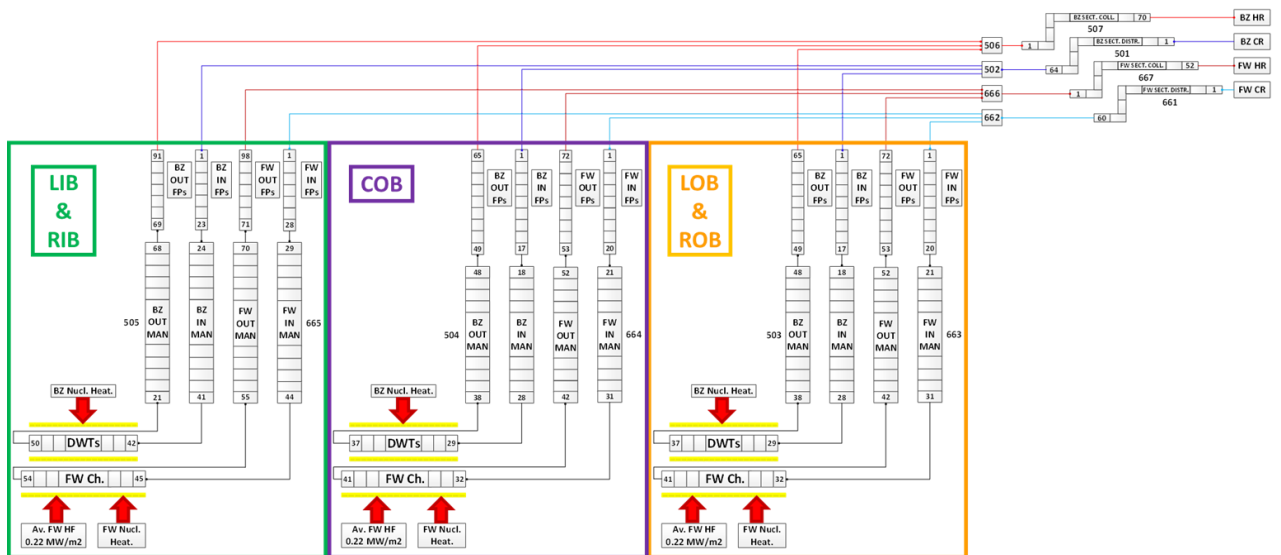 BZ SECT. COLL. 70
BZ HR
507
1
BZ SECT. DISTR. 1
BZ CR
506
501
502
64
FW SECT. COLL. 52
FW HR
667
666
1
FW SECT. DISTR. 1
FW CR
661
662
60
LIB
&
RIB
91
BZ
OUT
FPs
69
1
BZ
IN
FPs
23
98
FW
OUT
FPs
71
1
FW
IN
FPs
28
68
BZ
OUT
MAN
21
24
BZ
IN
MAN
41
70
FW
OUT
MAN
55
29
FW
IN
MAN
44
505
665
BZ Nucl. Heat.
50 DWTs 42
54 FW Ch. 45
Av. FW HF
0.22 MW/m2
FW Nucl.
Heat.
COB
65
BZ
OUT
FPs
49
1
BZ
IN
FPs
17
72
FW
OUT
FPs
53
1
FW
IN
FPs
20
48
BZ
OUT
MAN
38
18
BZ
IN
MAN
28
52
FW
OUT
MAN
42
21
FW
IN
MAN
31
504
664
BZ Nucl. Heat.
37 DWTs 29
41 FW Ch. 32
Av. FW HF
0.22 MW/m2
FW Nucl.
Heat.
LOB
&
ROB
65
BZ
OUT
FPs
49
1
BZ
IN
FPs
17
72
FW
OUT
FPs
53
1
FW
IN
FPs
20
48
BZ
OUT
MAN
38
18
BZ
IN
MAN
28
52
FW
OUT
MAN
42
21
FW
IN
MAN
31
503
663
BZ Nucl. Heat.
37 DWTs 29
41 FW Ch. 32
Av. FW HF
0.22 MW/m2
FW Nucl.
Heat.